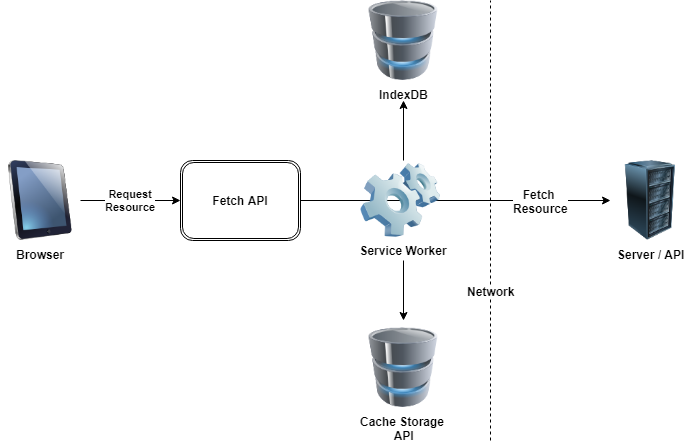 IndexDB
Request
Resource
Fetch API
Fetch
Resource
Browser
Service Worker
Server / API
Network
Cache Storage
API